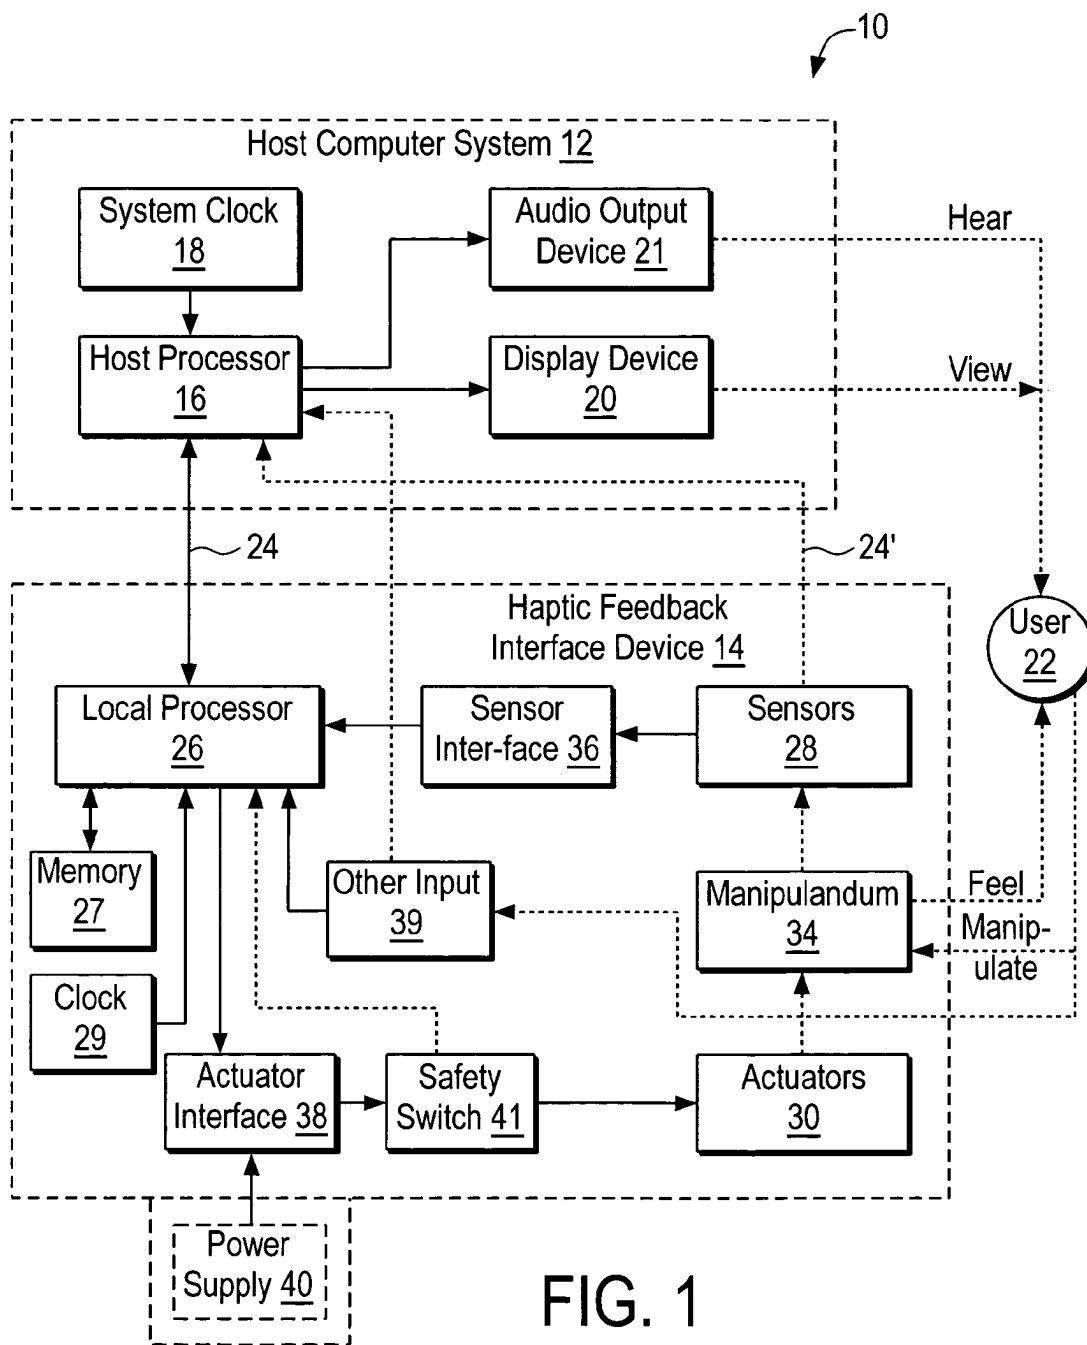 10
Host Computer System 12
System Clock
18
Audio Output
Device 21
Hear
Host Processor
16
Display Device
20
View
24
24'
Haptic Feedback
Interface Device 14
User
22
Local Processor
26
Sensor
Inter-face 36
Sensors
28
Memory
27
Other Input
39
Manipulandum
34
Feel
Manip-
ulate
Clock
29
Actuator
Interface 38
Safety
Switch 41
Actuators
30
Power
Supply 40
FIG. 1